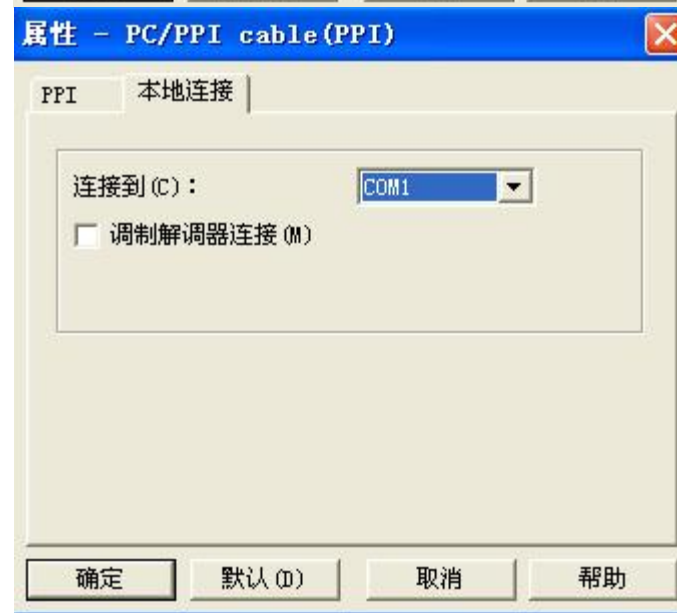 属性 - PC/PPI cable(PPI)
PPI 本地连接
连接到(C): COM1
调制解调器连接(M)
确定 默认(D) 取消 帮助